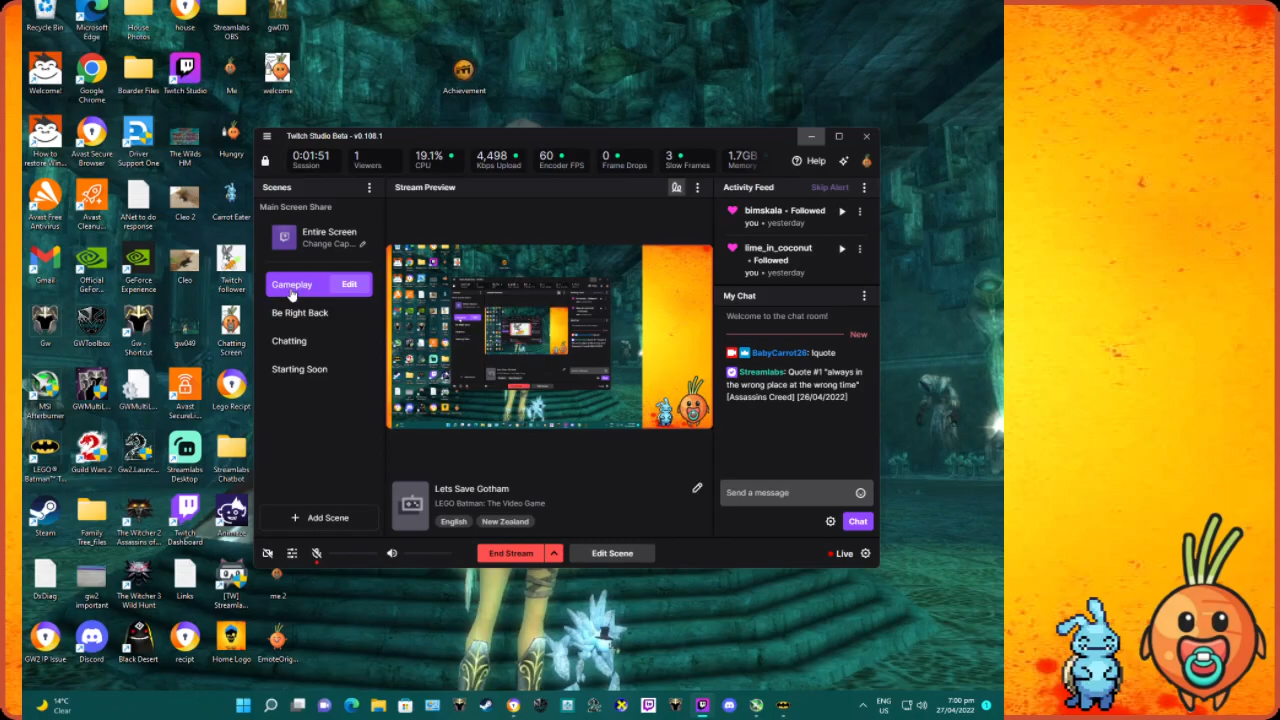 Recycle Bin
Microsoft Edge
House Photos
house
Streamlabs OBS
gw070
Welcome!
Google Chrome
Boarder Files
Twitch Studio
Me
welcome
Achievement
How to restore Win...
Avast Secure Browser
Driver Support One
The Wilds HM
Hungry
Avast Free Antivirus
Avast Cleanu...
ANet to do response
Cleo 2
Carrot Eater
Gmail
Official GeFor...
GeForce Experience
Cleo
Twitch follower
Gw
GWToolbox
Gw - Shortcut
gw049
Chatting Screen
MSI Afterburner
GWMultiL...
GWMultiL...
Avast SecureLi...
Lego Recipt
LEGO® Batman™ T...
Guild Wars 2
Gw2.Launc...
Streamlabs Desktop
Streamlabs Chatbot
Steam
Family Tree_files
The Witcher 2 Assassins of...
Twitch Dashboard
Animaze
DxDiag
gw2 important
The Witcher 3 Wild Hunt
Links
[TW] Streamla...
me 2
GW2 IP Issue
Discord
Black Desert
recipt
Home Logo
EmoteOrig...
Twitch Studio Beta - v0.108.1
0:01:51
Session
1
Viewers
19.1%
CPU
4,498
Kbps Upload
60
Encoder FPS
0
Frame Drops
3
Slow Frames
1.7GB
Memory
Help
Scenes
Main Screen Share
Entire Screen
Change Cap...
Gameplay
Edit
Be Right Back
Chatting
Starting Soon
Add Scene
Stream Preview
Lets Save Gotham
LEGO Batman: The Video Game
English
New Zealand
End Stream
Edit Scene
Activity Feed
Skip Alert
bimskala • Followed
you • yesterday
lime_in_coconut
• Followed
you • yesterday
My Chat
Welcome to the chat room!
New
BabyCarrot26: !quote
Streamlabs: Quote #1 "always in
the wrong place at the wrong time"
[Assassins Creed] [26/04/2022]
Send a message
Chat
Live
14°C
Clear
ENG
US
7:00 pm
27/04/2022
1